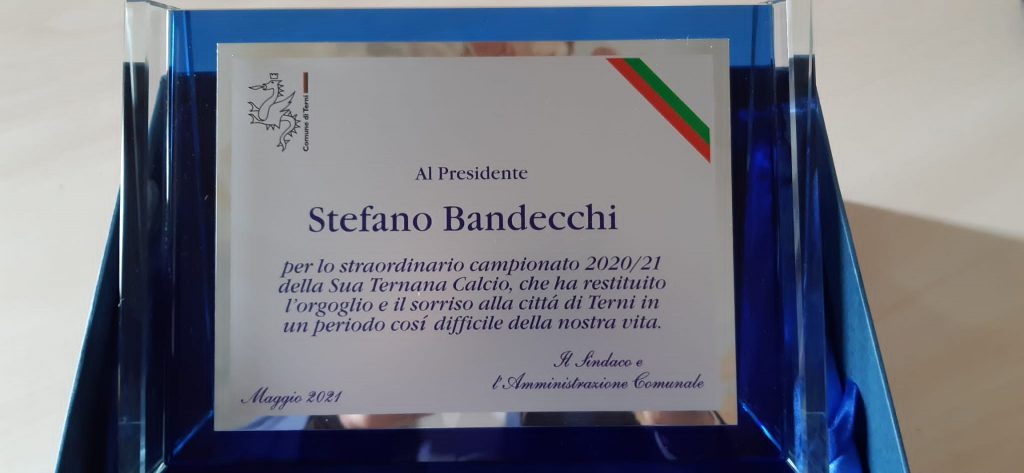 Comune di Terni
Al Presidente
Stefano Bandecchi
per lo straordinario campionato 2020/21
della Sua Ternana Calcio, che ha restituito
l'orgoglio e il sorriso alla cittá di Terni in
un periodo cosí difficile della nostra vita.
Il Sindaco e
l'Amministrazione Comunale
Maggio 2021